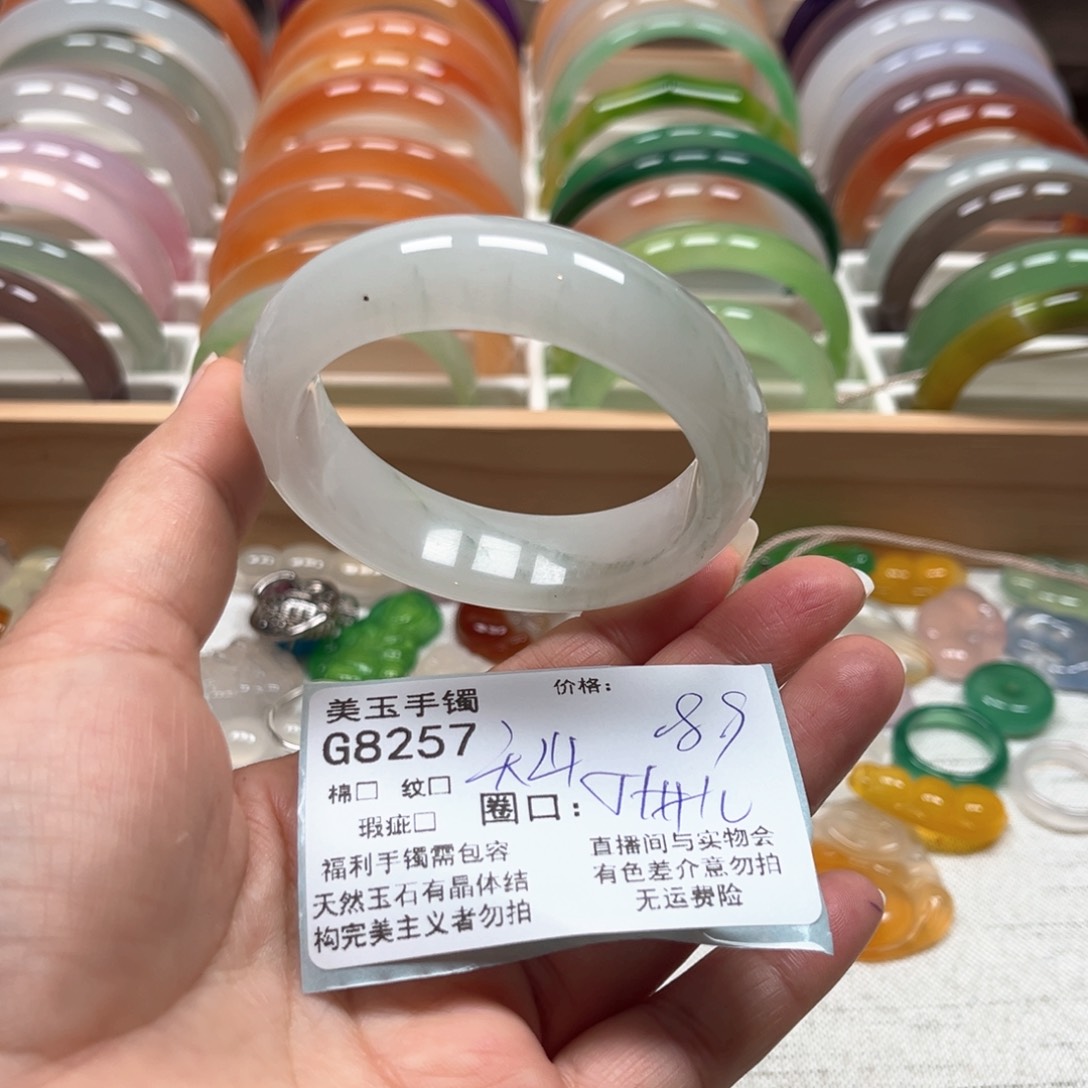 美玉手镯 价格：
G8257 89
棉□ 纹□ 圈口：
瑕疵□
福利手镯需包容
天然玉石有晶体结
构完美主义者勿拍
直播间与实物会
有色差介意勿拍
无运费险